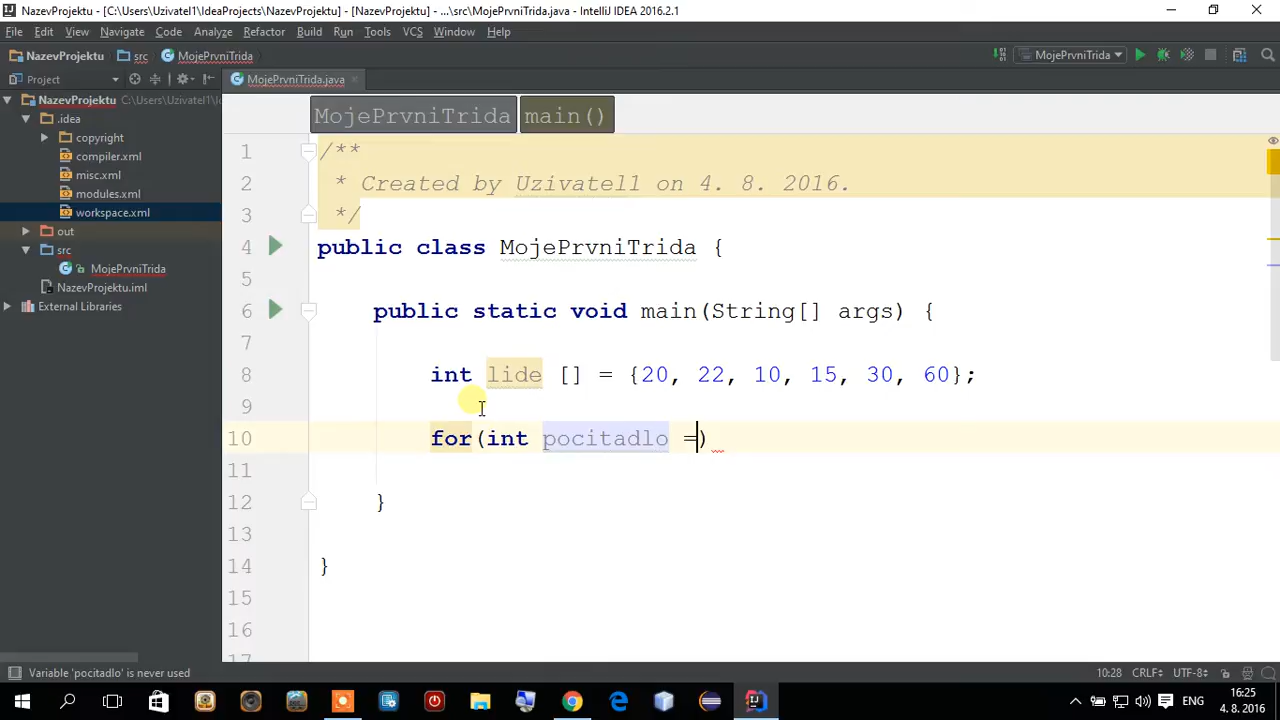 NazevProjektu - [C:\Users\Uzivatel1\IdeaProjects\NazevProjektu] - [NazevProjektu] - ...\src\MojePrvniTrida.java - IntelliJ IDEA 2016.2.1
File Edit View Navigate Code Analyze Refactor Build Run Tools VCS Window Help
NazevProjektu src MojePrvniTrida MojePrvniTrida
Project MojePrvniTrida.java
NazevProjektu C:\Users\Uzivatel1\
.idea
copyright
compiler.xml
misc.xml
modules.xml
workspace.xml
out
src
MojePrvniTrida
NazevProjektu.iml
External Libraries
MojePrvniTrida main()
1 /**
2 * Created by Uzivatel1 on 4. 8. 2016.
3 */
4 public class MojePrvniTrida {
5
6 public static void main(String[] args) {
7
8 int lide [] = {20, 22, 10, 15, 30, 60};
9
10 for(int pocitadlo =)
11
12 }
13
14 }
15
16
17
Variable 'pocitadlo' is never used 10:28 CRLF UTF-8
ENG 16:25
4. 8. 2016